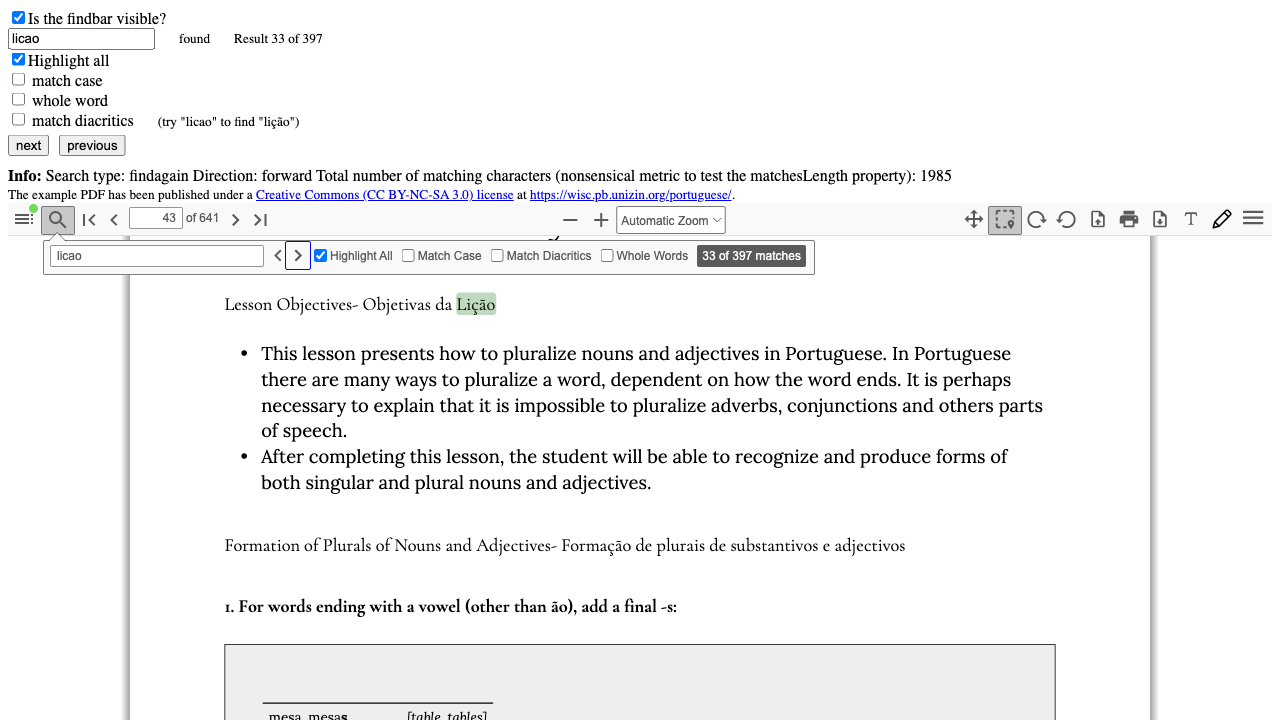 Is the findbar visible?
licao found Result 33 of 397
Highlight all
match case
whole word
match diacritics (try "licao" to find "lição")
next previous
Info: Search type: findagain Direction: forward Total number of matching characters (nonsensical metric to test the matchesLength property): 1985
The example PDF has been published under a Creative Commons (CC BY-NC-SA 3.0) license at https://wisc.pb.unizin.org/portuguese/.
43 of 641 Automatic Zoom
licao Highlight All Match Case Match Diacritics Whole Words 33 of 397 matches
Lesson Objectives- Objetivas da Lição
• This lesson presents how to pluralize nouns and adjectives in Portuguese. In Portuguese
there are many ways to pluralize a word, dependent on how the word ends. It is perhaps
necessary to explain that it is impossible to pluralize adverbs, conjunctions and others parts
of speech.
• After completing this lesson, the student will be able to recognize and produce forms of
both singular and plural nouns and adjectives.
Formation of Plurals of Nouns and Adjectives- Formação de plurais de substantivos e adjectivos
1. For words ending with a vowel (other than ão), add a final -s:
mesa, mesas [table, tables]